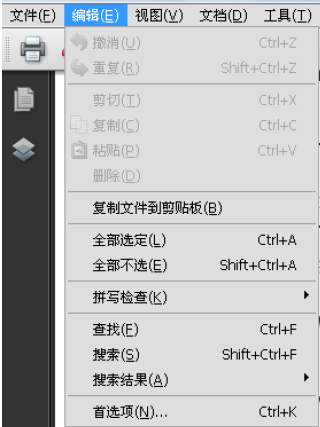 文件(F) 编辑(E) 视图(V) 文档(D) 工具(T)
撤消(U) Ctrl+Z
重复(R) Shift+Ctrl+Z
剪切(T) Ctrl+X
复制(C) Ctrl+C
粘贴(P) Ctrl+V
删除(D)
复制文件到剪贴板(B)
全部选定(L) Ctrl+A
全部不选(E) Shift+Ctrl+A
拼写检查(K)
查找(F) Ctrl+F
搜索(S) Shift+Ctrl+F
搜索结果(A)
首选项(N)... Ctrl+K